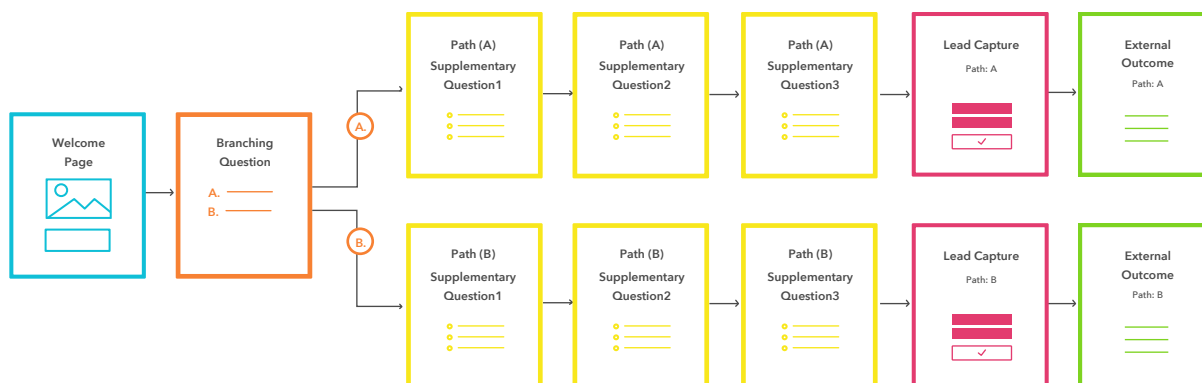 Welcome
Page
Branching
Question
A.
B.
A.
B.
Path (A)
Supplementary
Question1
Path (A)
Supplementary
Question2
Path (A)
Supplementary
Question3
Lead Capture
Path: A
External
Outcome
Path: A
Path (B)
Supplementary
Question1
Path (B)
Supplementary
Question2
Path (B)
Supplementary
Question3
Lead Capture
Path: B
External
Outcome
Path: B